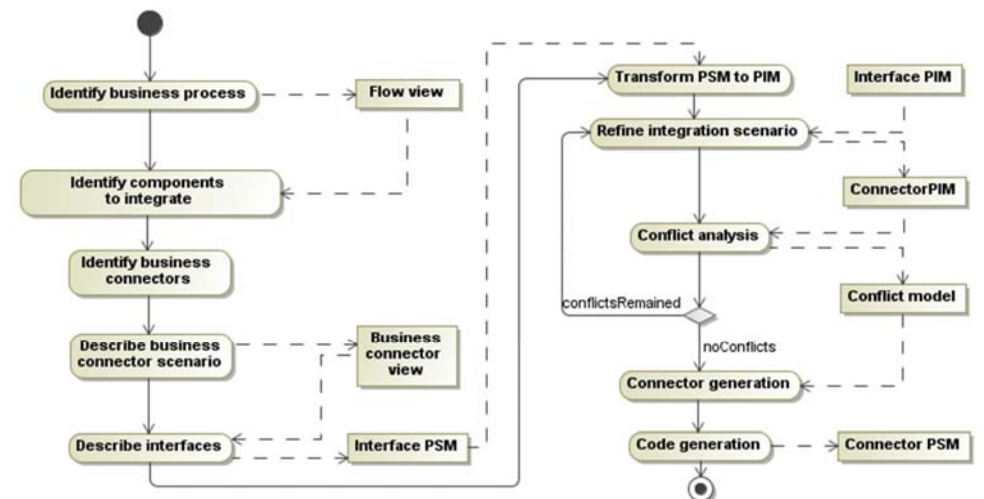 Identify business process
Flow view
Identify components
to integrate
Identify business
connectors
Describe business
connector scenario
Business
connector
view
Describe interfaces
Interface PSM
Transform PSM to PIM
Interface PIM
Refine integration scenario
ConnectorPIM
Conflict analysis
Conflict model
conflictsRemained
noConflicts
Connector generation
Code generation
Connector PSM